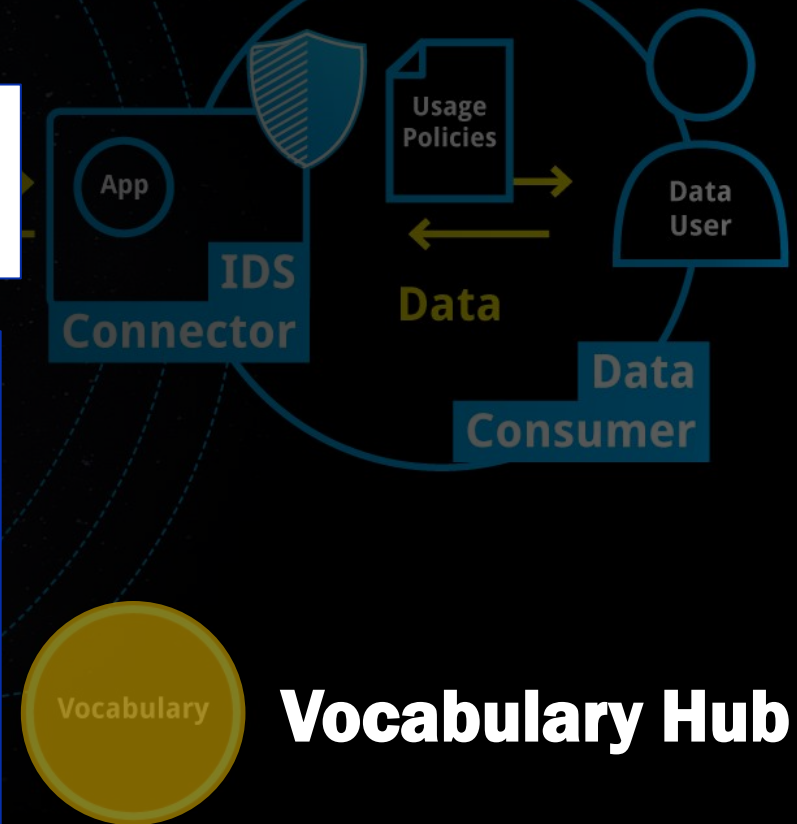 Usage
Policies
App
Data
User
IDS
Connector
Data
Data
Consumer
Vocabulary
Vocabulary Hub